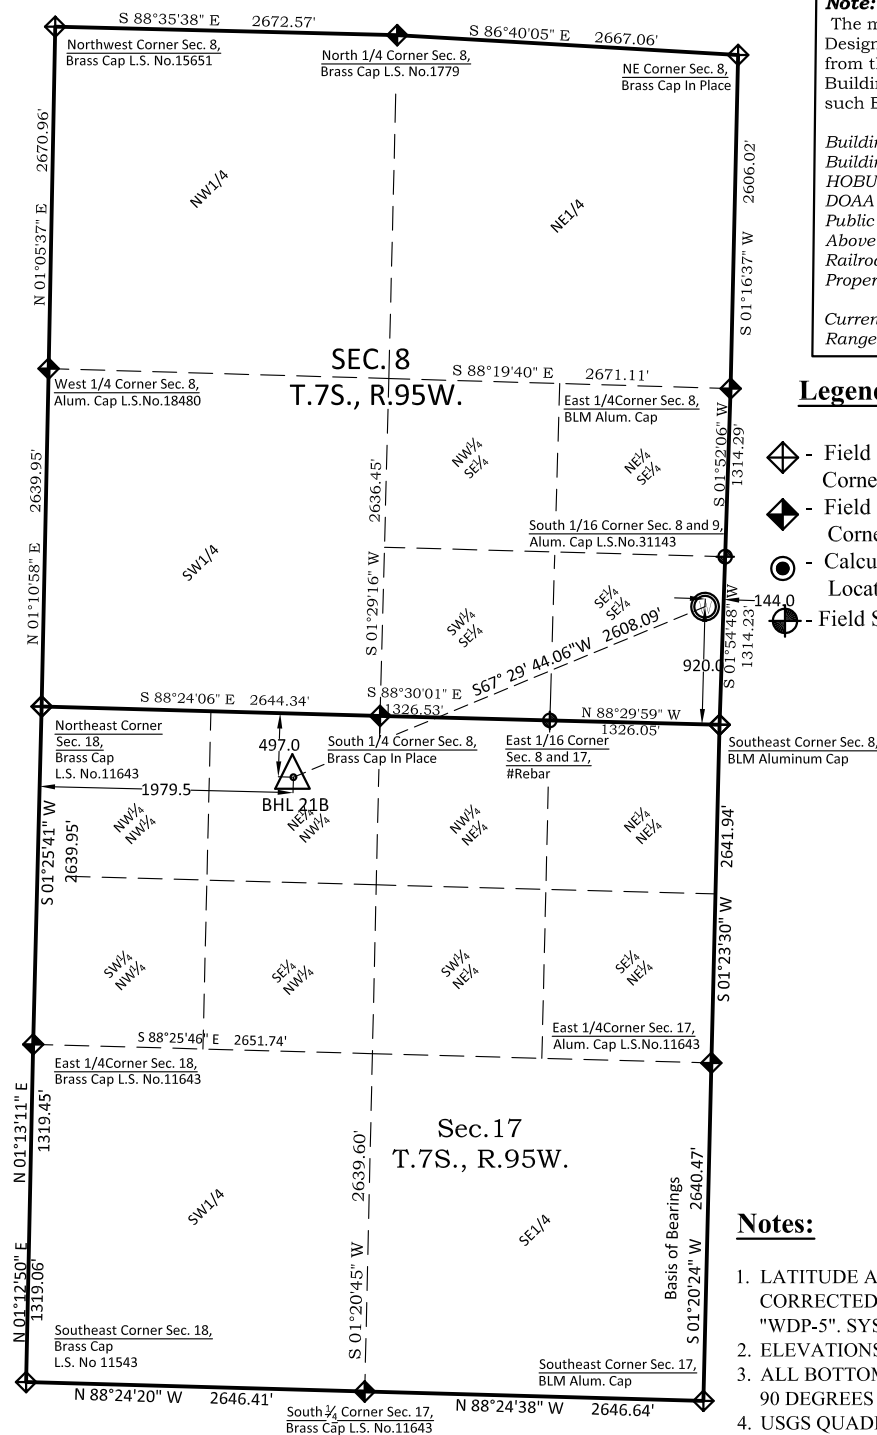 S 88°35'38" E 2672.57'
S 86°40'05" E 2667.06'
Northwest Corner Sec. 8,
Brass Cap L.S. No.15651
North 1/4 Corner Sec. 8,
Brass Cap L.S. No.1779
NE Corner Sec. 8,
Brass Cap In Place
N 01°05'37" E 2670.96'
NW1/4
NE1/4
S 01°16'37" W 2606.02'
Note:
The m
Design
from th
Buildin
such B
Buildin
Buildin
HOBU
DOAA
Public
Above
Railroa
Proper
Curren
Range
SEC. 8
T.7S., R.95W.
S 88°19'40" E 2671.11'
West 1/4 Corner Sec. 8,
Alum. Cap L.S.No.18480
East 1/4Corner Sec. 8,
BLM Alum. Cap
Legend
- Field
Corne
- Field
Corne
- Calcu
Locat
- Field S
N 01°10'58" E 2639.95'
S 01°29'16" W 2636.45'
S 01°52'06" W
1314.29'
NW¼
SE¼
NE¼
SE¼
South 1/16 Corner Sec. 8 and 9,
Alum. Cap L.S.No.31143
SW1/4
SW¼
SE¼
SE¼
SE¼
144.0
S 01°54'48" W
1314.23'
920.0
S67° 29' 44.06"W 2608.09'
S 88°24'06" E 2644.34'
S 88°30'01" E
1326.53'
N 88°29'59" W
1326.05'
Northeast Corner
Sec. 18,
Brass Cap
L.S. No.11643
497.0
South 1/4 Corner Sec. 8,
Brass Cap In Place
East 1/16 Corner
Sec. 8 and 17,
#Rebar
Southeast Corner Sec. 8,
BLM Aluminum Cap
1979.5
BHL 21B
NW¼
NW¼
NE¼
NW¼
NW¼
NE¼
NE¼
NE¼
S 01°25'41" W
2639.95'
S 01°23'30" W 2641.94'
SW¼
NW¼
SE¼
NW¼
SW¼
NE¼
SE¼
NE¼
S 88°25'46" E 2651.74'
East 1/4Corner Sec. 18,
Brass Cap L.S. No.11643
East 1/4Corner Sec. 17,
Alum. Cap L.S.No.11643
N 01°13'11" E
1319.45'
Sec.17
T.7S., R.95W.
S 01°20'45" W 2639.60'
SW1/4
SE1/4
Basis of Bearings
S 01°20'24" W 2640.47'
N 01°12'50" E
1319.06'
Southeast Corner Sec. 18,
Brass Cap
L.S. No 11543
Southeast Corner Sec. 17,
BLM Alum. Cap
N 88°24'20" W 2646.41'
South ¼ Corner Sec. 17,
Brass Cap L.S. No.11643
N 88°24'38" W 2646.64'
Notes:
1. LATITUDE A
CORRECTED
"WDP-5". SYS
2. ELEVATIONS
3. ALL BOTTOM
90 DEGREES
4. USGS QUADR